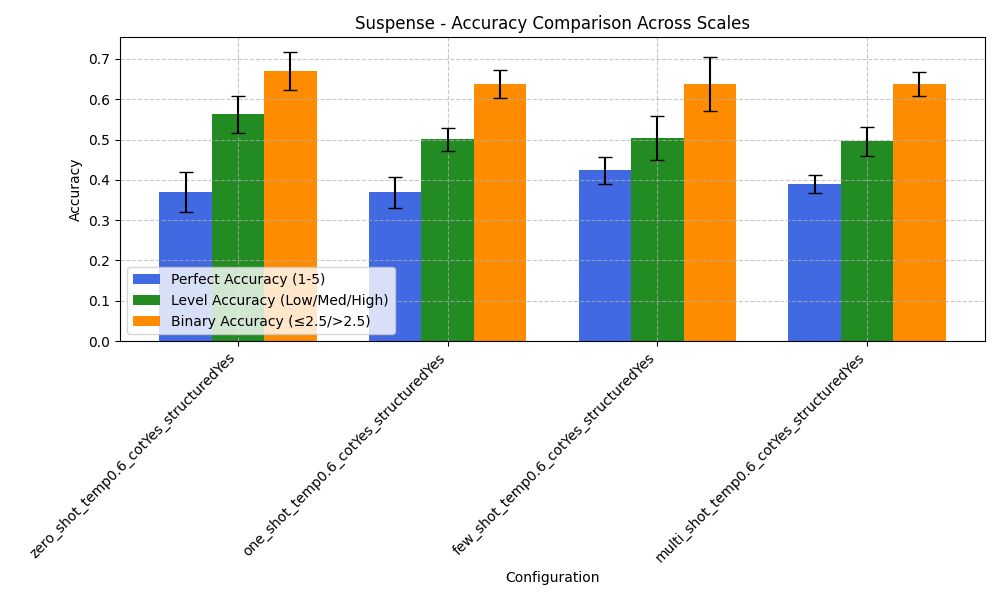 Suspense - Accuracy Comparison Across Scales
Accuracy
0.7
0.6
0.5
0.4
0.3
0.2
0.1
0.0
Perfect Accuracy (1-5)
Level Accuracy (Low/Med/High)
Binary Accuracy (≤2.5/>2.5)
zero_shot_temp0.6_cotYes_structuredYes
one_shot_temp0.6_cotYes_structuredYes
few_shot_temp0.6_cotYes_structuredYes
multi_shot_temp0.6_cotYes_structuredYes
Configuration